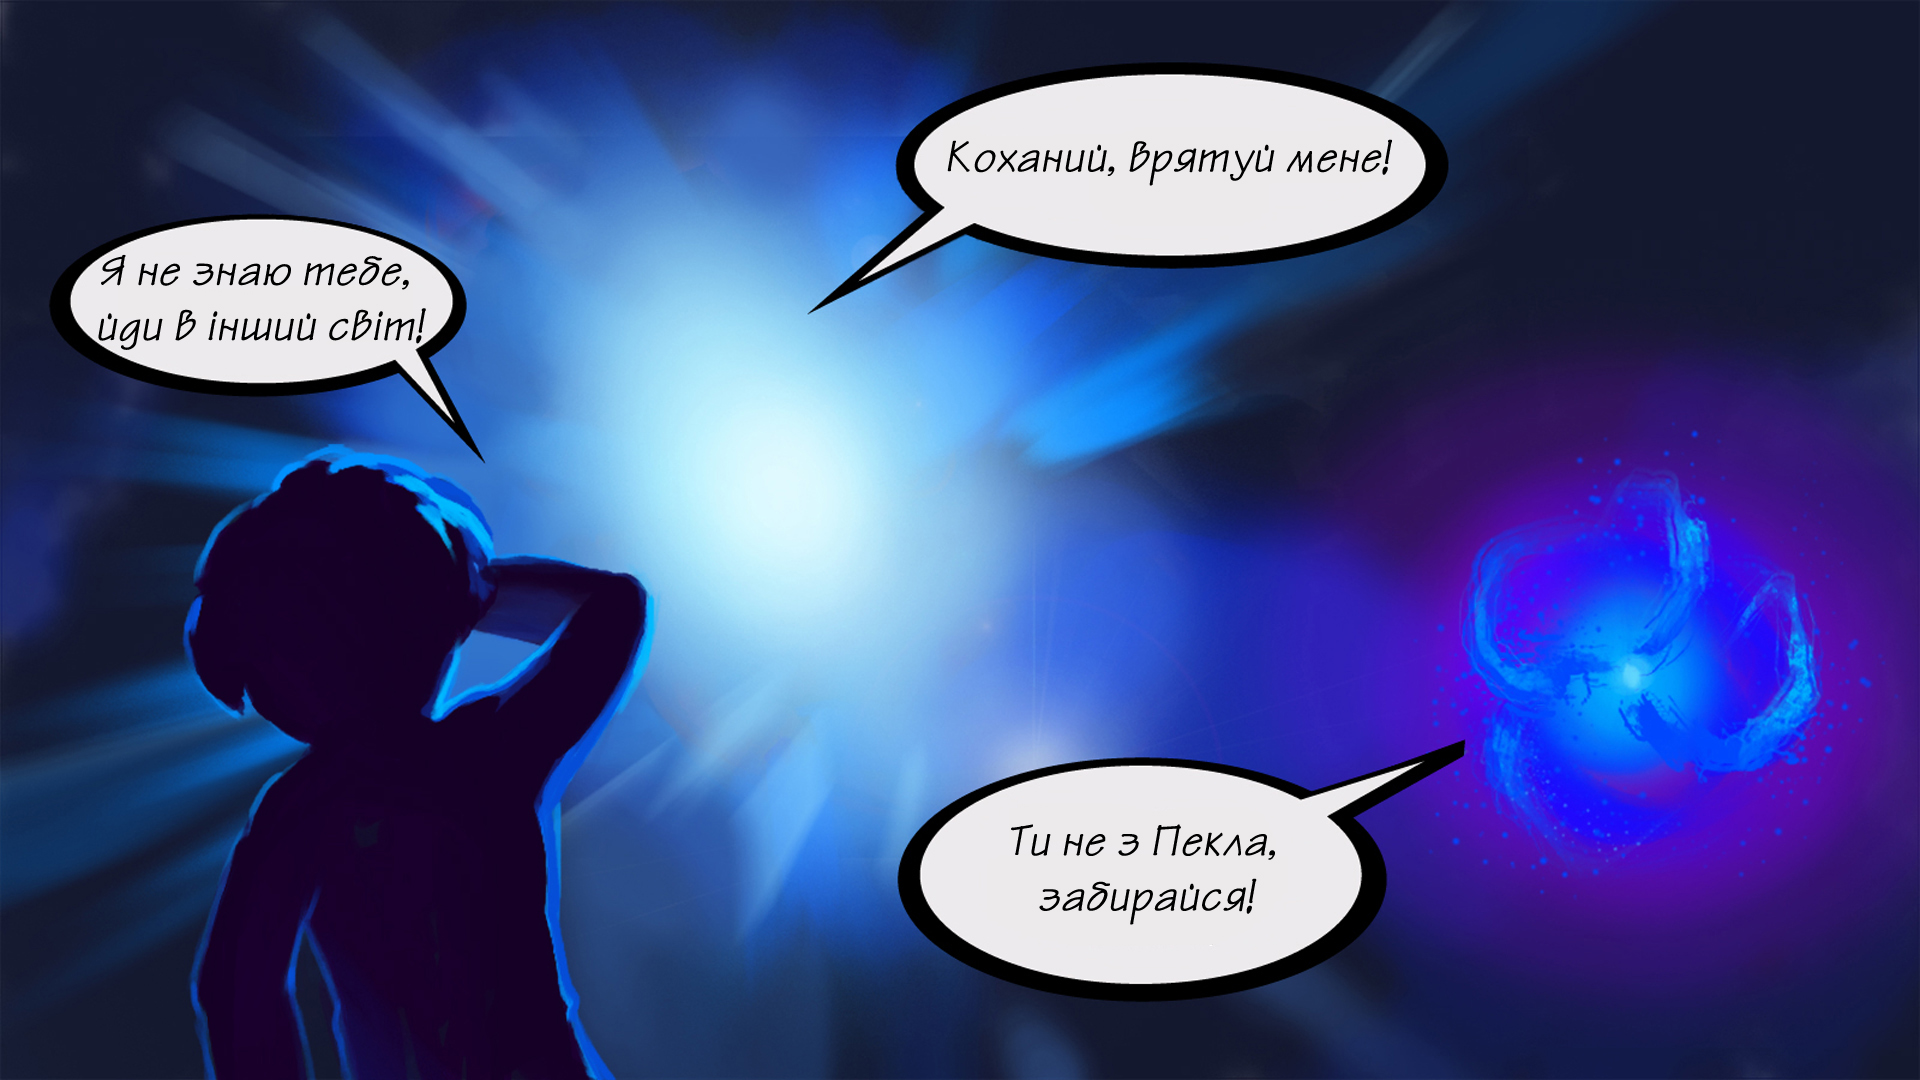 Коханий, врятуй мене!
Я не знаю тебе,
йди в інший світ!
Ти не з Пекла,
забирайся!